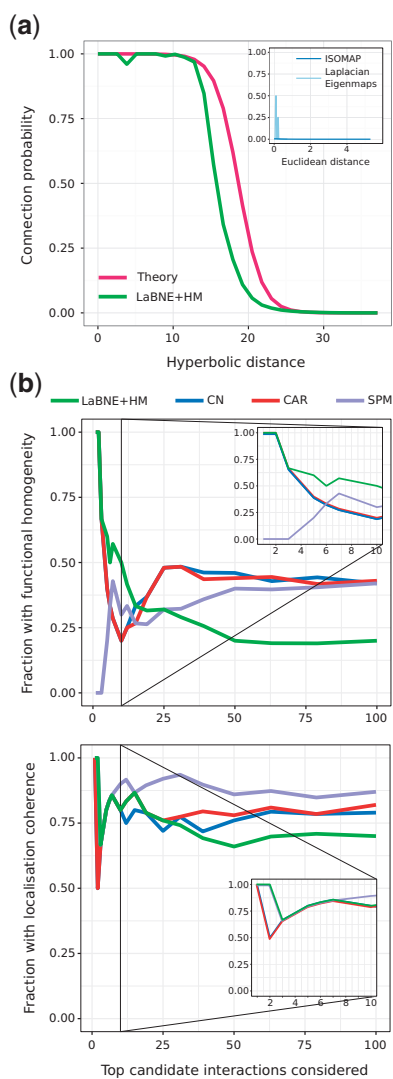 (a)
Connection probability
1.00
0.75
0.50
0.25
0.00
0 10 20 30
Hyperbolic distance
Theory
LaBNE+HM
1.00
0.75
0.50
0.25
0.00
0 2 4
Euclidean distance
ISOMAP
Laplacian
Eigenmaps
(b)
LaBNE+HM CN CAR SPM
Fraction with functional homogeneity
1.00
0.75
0.50
0.25
0.00
0 25 50 75 100
1.00
0.75
0.50
0.25
0.00
2 4 6 8 10
Fraction with localisation coherence
1.00
0.75
0.50
0.25
0.00
0 25 50 75 100
1.00
0.75
0.50
0.25
0.00
2 4 6 8 10
Top candidate interactions considered